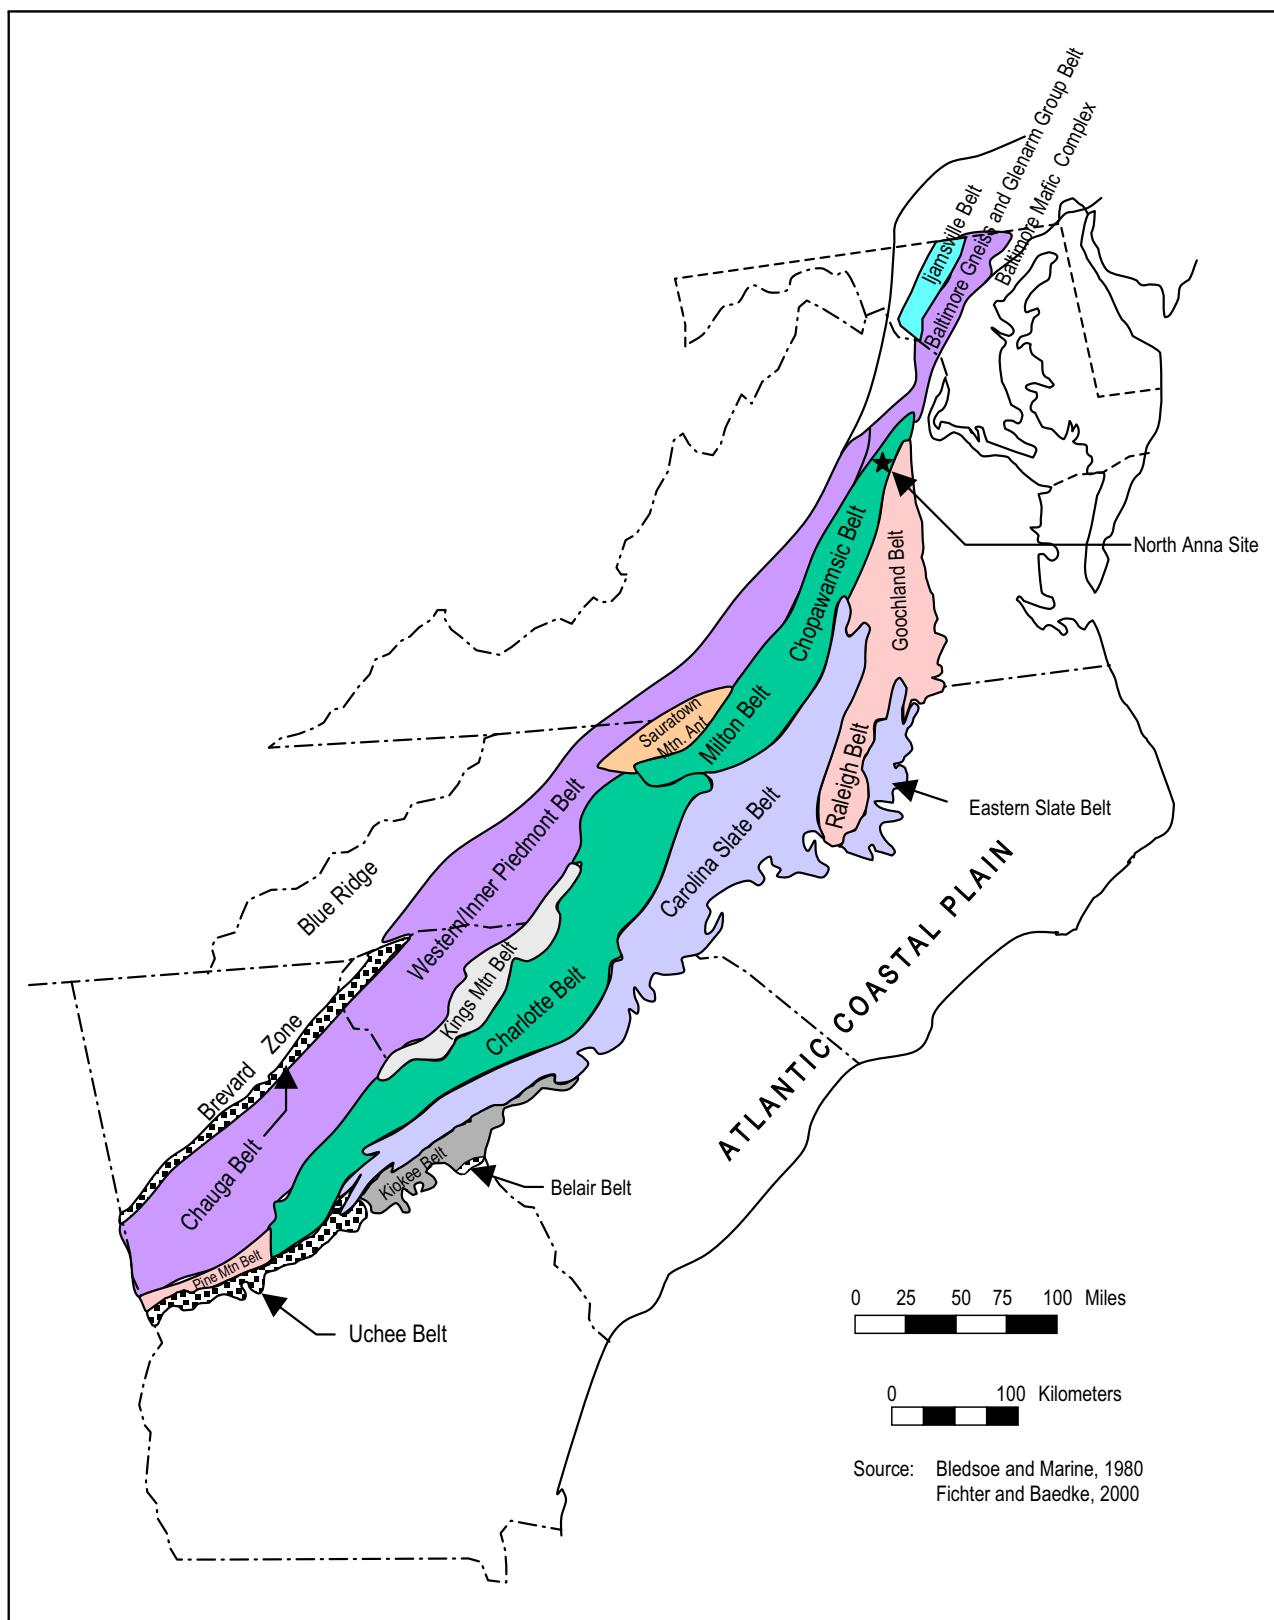 Baltimore Gneiss and Glenarm Group Belt
Baltimore Mafic Complex
Ijamsville Belt
North Anna Site
Chopawamsic Belt
Goochland Belt
Sauratown
Mtn. Ant.
Milton Belt
Raleigh Belt
Eastern Slate Belt
Western/Inner Piedmont Belt
Carolina Slate Belt
Blue Ridge
Kings Mtn Belt
Charlotte Belt
ATLANTIC COASTAL PLAIN
Brevard Zone
Chauga Belt
Kiokee Belt
Belair Belt
Pine Mtn Belt
Uchee Belt
0 25 50 75 100 Miles
0 100 Kilometers
Source: Bledsoe and Marine, 1980
Fichter and Baedke, 2000